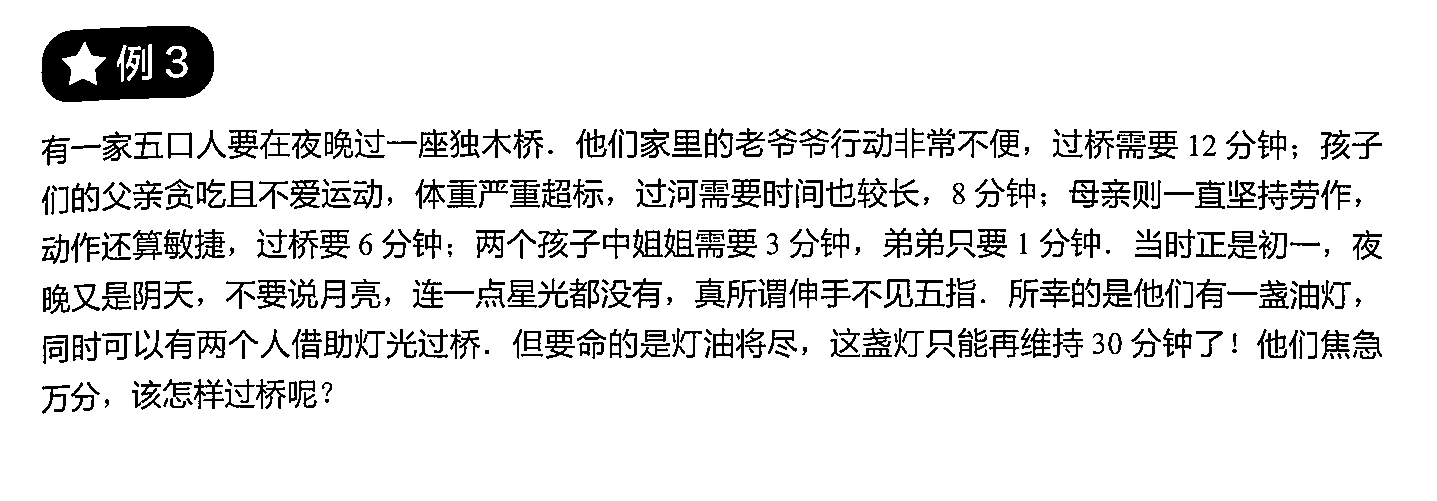 ★例3
有一家五口人要在夜晚过一座独木桥．他们家里的老爷爷行动非常不便，过桥需要 12 分钟；孩子
们的父亲贪吃且不爱运动，体重严重超标，过河需要时间也较长，8 分钟；母亲则一直坚持劳作，
动作还算敏捷，过桥要 6 分钟；两个孩子中姐姐需要 3 分钟，弟弟只要 1 分钟．当时正是初一，夜
晚又是阴天，不要说月亮，连一点星光都没有，真所谓伸手不见五指．所幸的是他们有一盏油灯，
同时可以有两个人借助灯光过桥．但要命的是灯油将尽，这盏灯只能再维持 30 分钟了！他们焦急
万分，该怎样过桥呢？